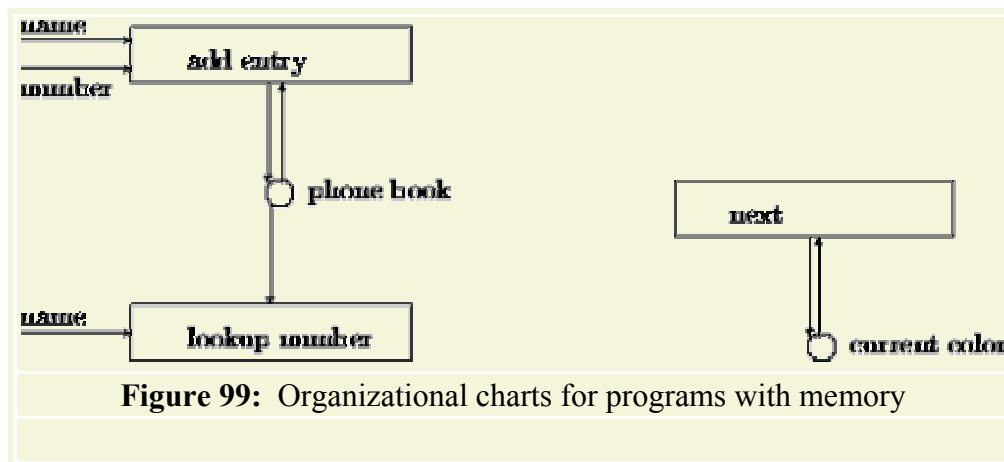 name
add entry
number
phone book
next
name
lookup number
current color
Figure 99: Organizational charts for programs with memory